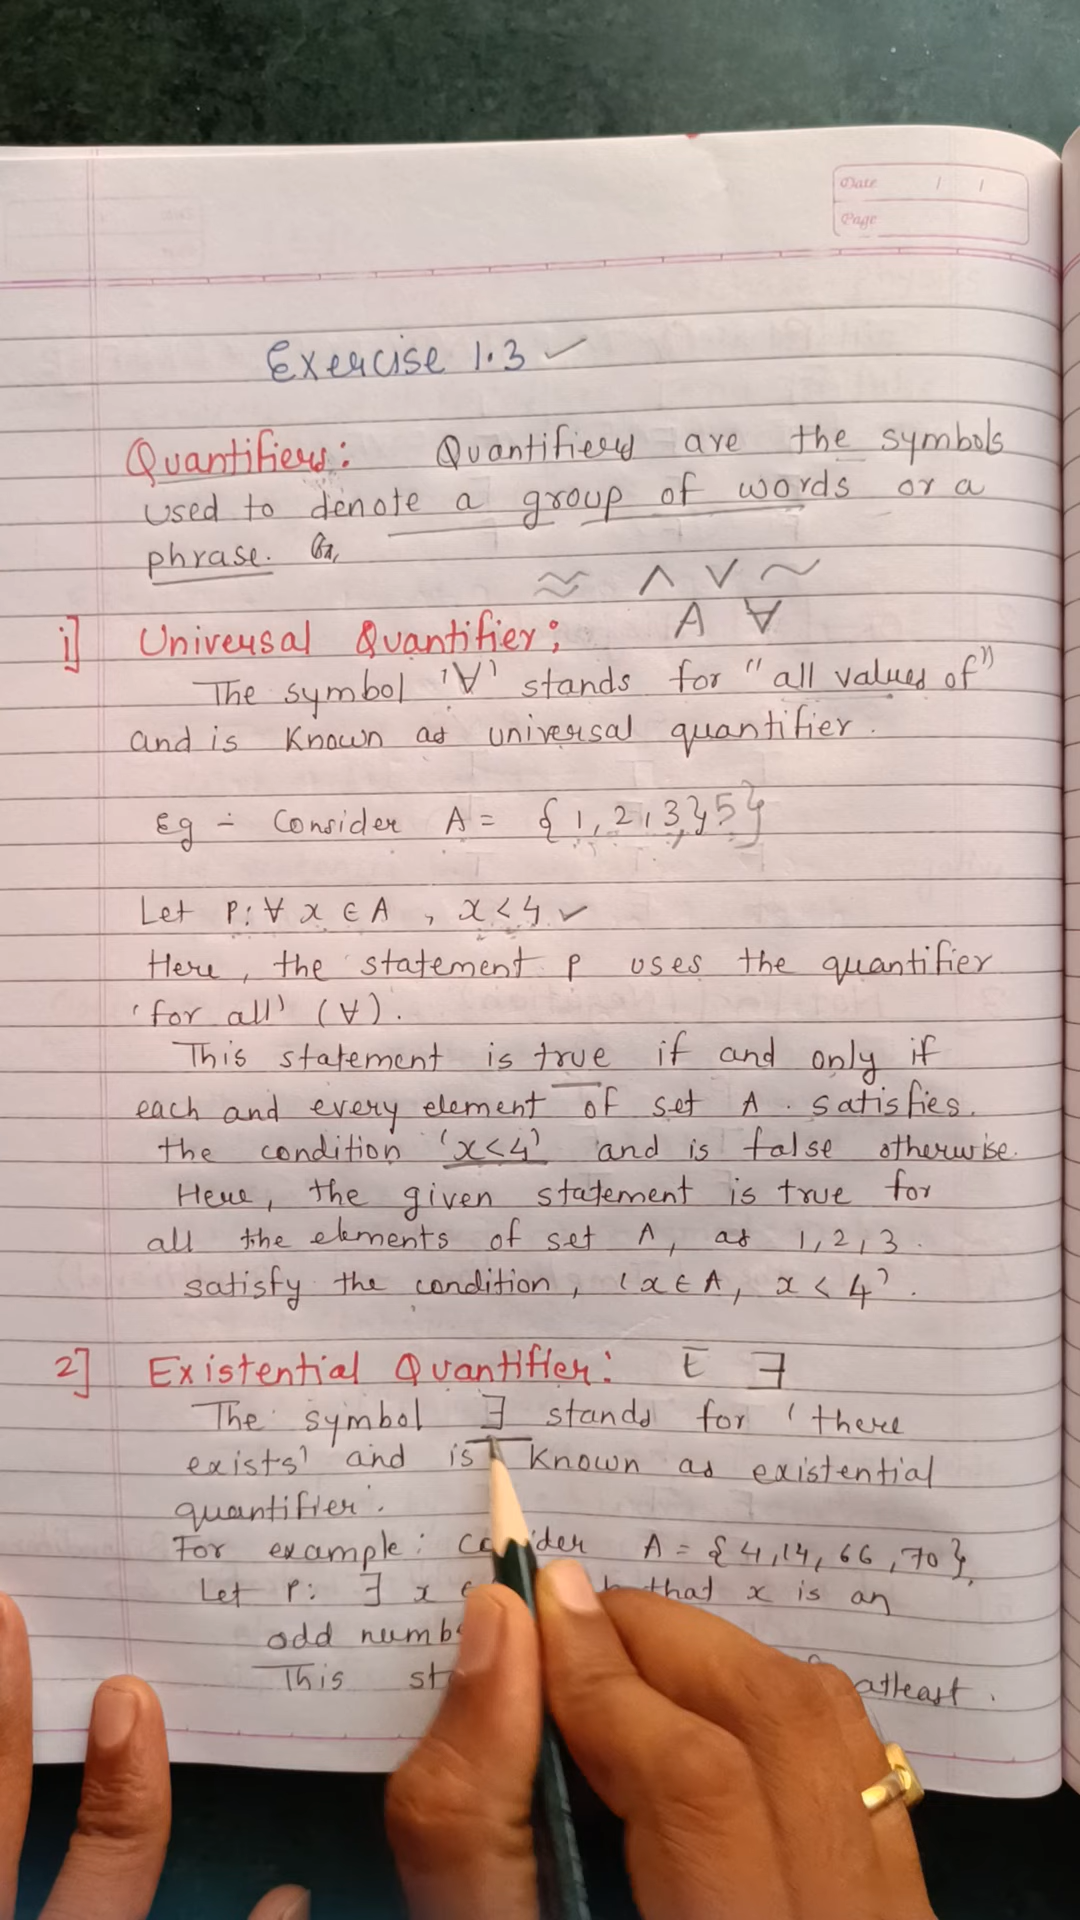 Date / /
Page
Exercise 1.3 ✓
Quantifiers: Quantifiers are the symbols
used to denote a group of words or a
phrase.
≈ ∧ ∨ ~
A ∀
1] Universal Quantifier:
The symbol '∀' stands for "all values of"
and is known as universal quantifier.
Eg - Consider A = {1, 2, 3} 5}
Let P: ∀ x ∈ A , x < 4 ✓
Here, the statement p uses the quantifier
'for all' (∀).
This statement is true if and only if
each and every element of set A. satisfies.
the condition 'x<4' and is false otherwise.
Here, the given statement is true for
all the elements of set A, as 1, 2, 3.
satisfy the condition, 'x ∈ A, x < 4'.
2] Existential Quantifier: E ∃
The symbol ∃ stands for 'there
exists' and is known as existential
quantifier.
For example: A = {4, 14, 66, 70}.
Let P: ∃ x that x is an
odd
This atleast.